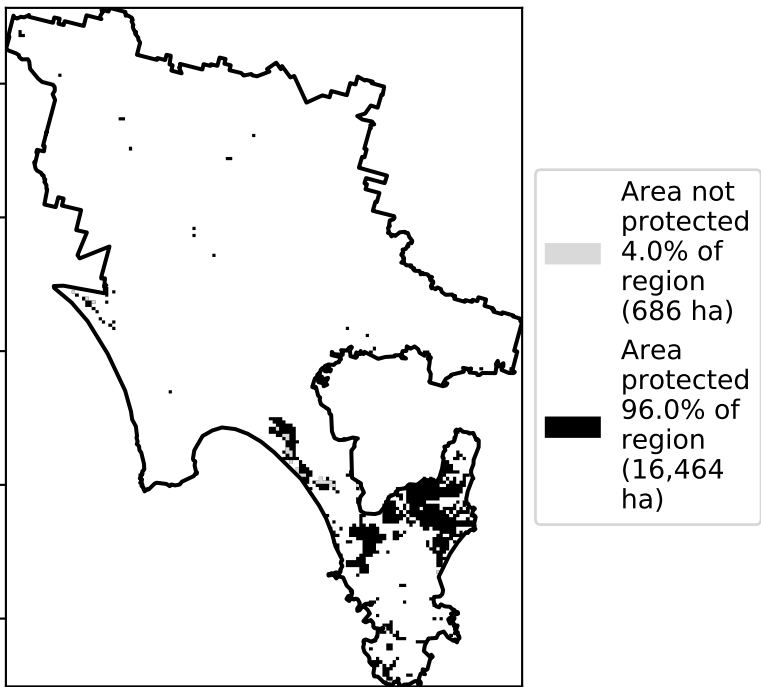 Area not
protected
4.0% of
region
(686 ha)
Area
protected
96.0% of
region
(16,464
ha)